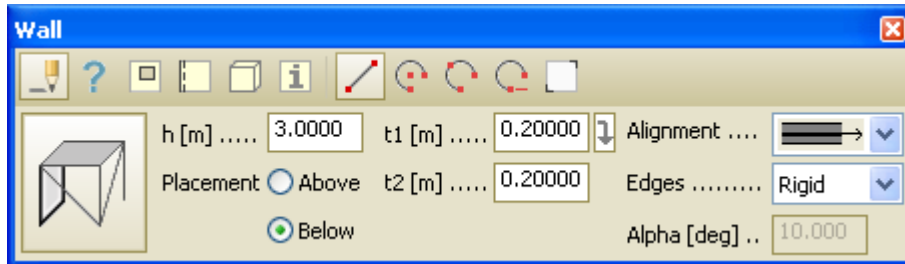 Wall
h [m] ..... 3.0000 t1 [m] ..... 0.20000 Alignment ....
Placement Above t2 [m] ..... 0.20000 Edges ......... Rigid
Below Alpha [deg] .. 10.000